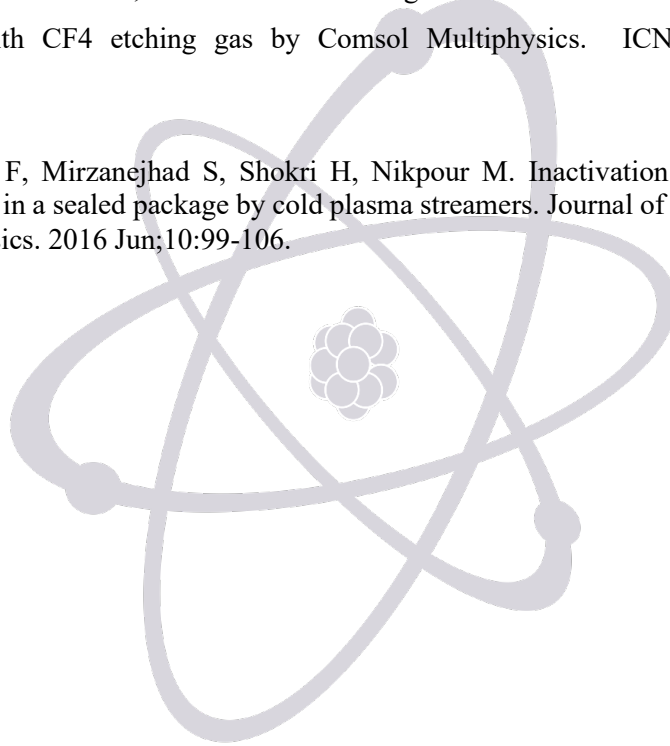 ith CF4 etching gas by Comsol Multiphysics. ICN
F, Mirzanejhad S, Shokri H, Nikpour M. Inactivation
in a sealed package by cold plasma streamers. Journal of
ics. 2016 Jun;10:99-106.